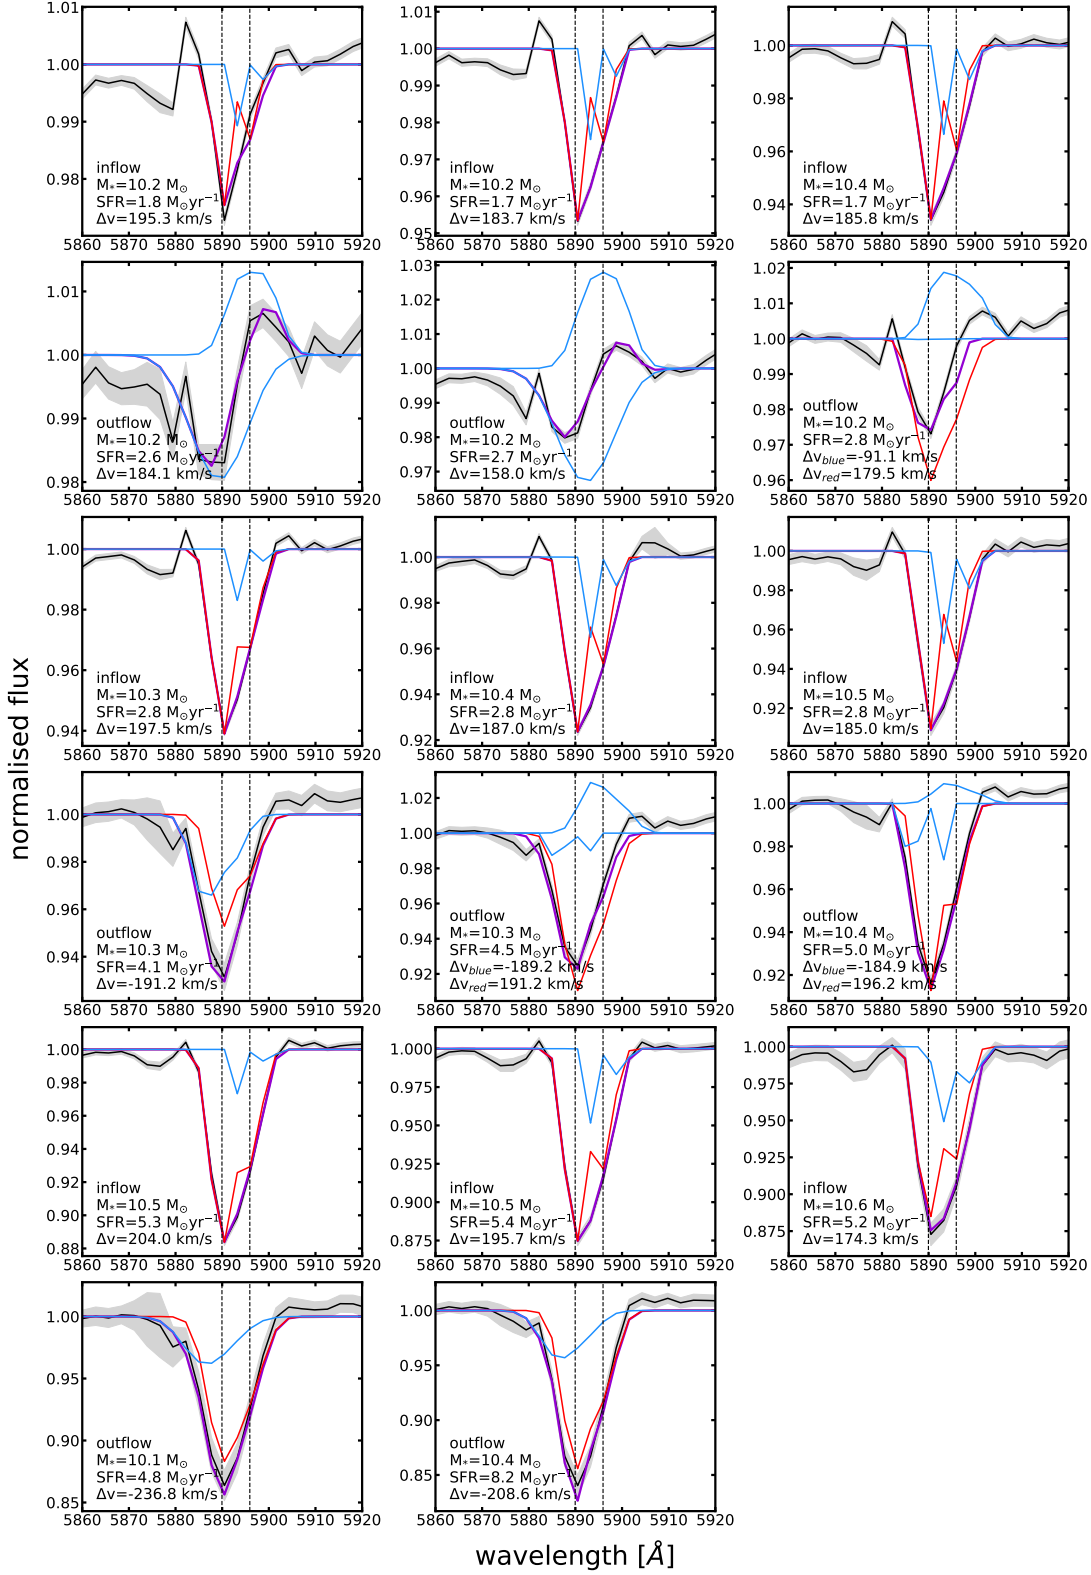 1.01
1.00
0.99
0.98
5860 5870 5880 5890 5900 5910 5920
inflow
M*=10.2 M⊙
SFR=1.8 M⊙yr⁻¹
Δv=195.3 km/s
1.01
1.00
0.99
0.98
0.97
0.96
0.95
5860 5870 5880 5890 5900 5910 5920
inflow
M*=10.2 M⊙
SFR=1.7 M⊙yr⁻¹
Δv=183.7 km/s
1.00
0.98
0.96
0.94
5860 5870 5880 5890 5900 5910 5920
inflow
M*=10.4 M⊙
SFR=1.7 M⊙yr⁻¹
Δv=185.8 km/s
1.01
1.00
0.99
0.98
5860 5870 5880 5890 5900 5910 5920
outflow
M*=10.2 M⊙
SFR=2.6 M⊙yr⁻¹
Δv=184.1 km/s
1.03
1.02
1.01
1.00
0.99
0.98
0.97
5860 5870 5880 5890 5900 5910 5920
outflow
M*=10.2 M⊙
SFR=2.7 M⊙yr⁻¹
Δv=158.0 km/s
1.02
1.01
1.00
0.99
0.98
0.97
0.96
5860 5870 5880 5890 5900 5910 5920
outflow
M*=10.2 M⊙
SFR=2.8 M⊙yr⁻¹
Δv_blue=-91.1 km/s
Δv_red=179.5 km/s
1.00
0.98
0.96
0.94
5860 5870 5880 5890 5900 5910 5920
inflow
M*=10.3 M⊙
SFR=2.8 M⊙yr⁻¹
Δv=197.5 km/s
1.00
0.98
0.96
0.94
0.92
5860 5870 5880 5890 5900 5910 5920
inflow
M*=10.4 M⊙
SFR=2.8 M⊙yr⁻¹
Δv=187.0 km/s
1.00
0.98
0.96
0.94
0.92
5860 5870 5880 5890 5900 5910 5920
inflow
M*=10.5 M⊙
SFR=2.8 M⊙yr⁻¹
Δv=185.0 km/s
normalised flux
1.00
0.98
0.96
0.94
5860 5870 5880 5890 5900 5910 5920
outflow
M*=10.3 M⊙
SFR=4.1 M⊙yr⁻¹
Δv=-191.2 km/s
1.02
1.00
0.98
0.96
0.94
0.92
5860 5870 5880 5890 5900 5910 5920
outflow
M*=10.3 M⊙
SFR=4.5 M⊙yr⁻¹
Δv_blue=-189.2 km/s
Δv_red=191.2 km/s
1.00
0.98
0.96
0.94
0.92
5860 5870 5880 5890 5900 5910 5920
outflow
M*=10.4 M⊙
SFR=5.0 M⊙yr⁻¹
Δv_blue=-184.9 km/s
Δv_red=196.2 km/s
1.00
0.98
0.96
0.94
0.92
0.90
0.88
5860 5870 5880 5890 5900 5910 5920
inflow
M*=10.5 M⊙
SFR=5.3 M⊙yr⁻¹
Δv=204.0 km/s
1.000
0.975
0.950
0.925
0.900
0.875
5860 5870 5880 5890 5900 5910 5920
inflow
M*=10.5 M⊙
SFR=5.4 M⊙yr⁻¹
Δv=195.7 km/s
1.000
0.975
0.950
0.925
0.900
0.875
5860 5870 5880 5890 5900 5910 5920
inflow
M*=10.6 M⊙
SFR=5.2 M⊙yr⁻¹
Δv=174.3 km/s
1.00
0.95
0.90
0.85
5860 5870 5880 5890 5900 5910 5920
outflow
M*=10.1 M⊙
SFR=4.8 M⊙yr⁻¹
Δv=-236.8 km/s
1.00
0.95
0.90
0.85
5860 5870 5880 5890 5900 5910 5920
outflow
M*=10.4 M⊙
SFR=8.2 M⊙yr⁻¹
Δv=-208.6 km/s
wavelength [Å]